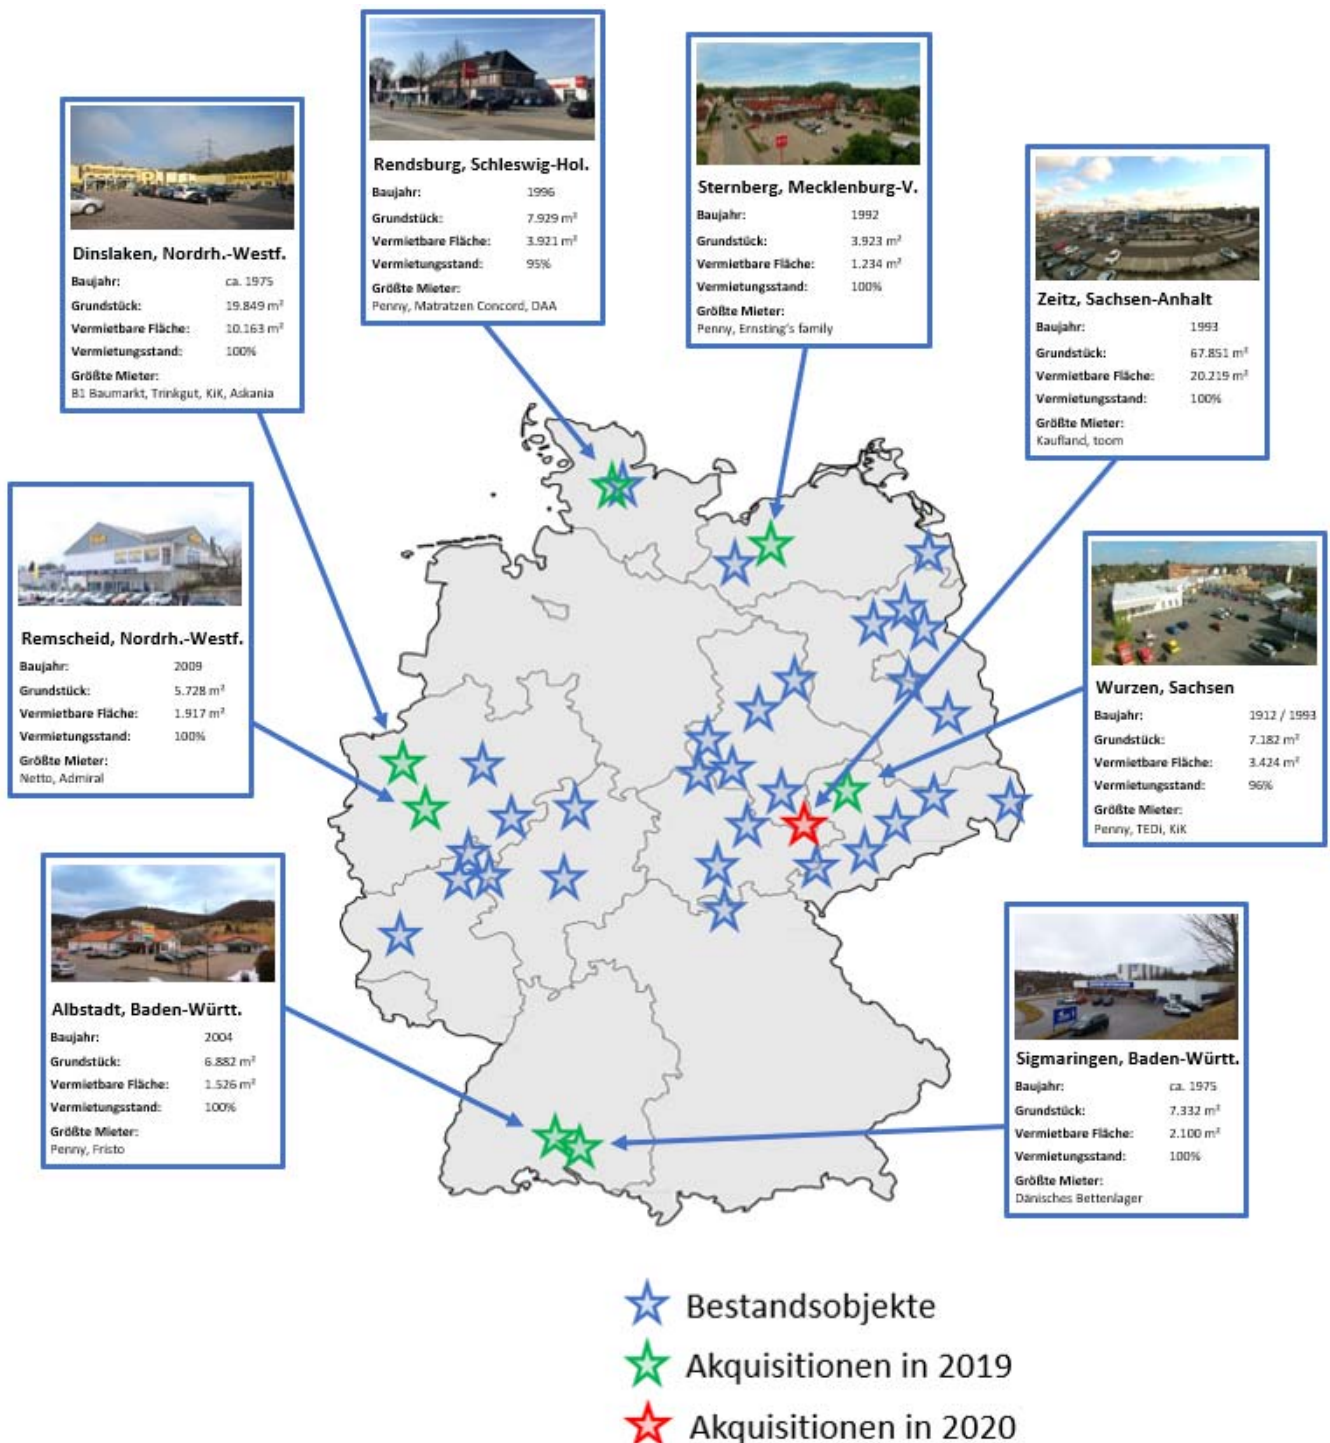 Rendsburg, Schleswig-Hol.
Baujahr: 1996
Grundstück: 7.929 m²
Vermietbare Fläche: 3.921 m²
Vermietungsstand: 95%
Größte Mieter:
Penny, Matratzen Concord, DAA
Sternberg, Mecklenburg-V.
Baujahr: 1992
Grundstück: 3.923 m²
Vermietbare Fläche: 1.234 m²
Vermietungsstand: 100%
Größte Mieter:
Penny, Ernsting's family
Dinslaken, Nordrh.-Westf.
Baujahr: ca. 1975
Grundstück: 19.849 m²
Vermietbare Fläche: 10.163 m²
Vermietungsstand: 100%
Größte Mieter:
B1 Baumarkt, Trinkgut, KiK, Askania
Zeitz, Sachsen-Anhalt
Baujahr: 1993
Grundstück: 67.851 m²
Vermietbare Fläche: 20.219 m²
Vermietungsstand: 100%
Größte Mieter:
Kaufland, toom
Remscheid, Nordrh.-Westf.
Baujahr: 2009
Grundstück: 5.728 m²
Vermietbare Fläche: 1.917 m²
Vermietungsstand: 100%
Größte Mieter:
Netto, Admiral
Wurzen, Sachsen
Baujahr: 1912 / 1993
Grundstück: 7.182 m²
Vermietbare Fläche: 3.424 m²
Vermietungsstand: 96%
Größte Mieter:
Penny, TEDi, KiK
Albstadt, Baden-Württ.
Baujahr: 2004
Grundstück: 6.882 m²
Vermietbare Fläche: 1.526 m²
Vermietungsstand: 100%
Größte Mieter:
Penny, Fristo
Sigmaringen, Baden-Württ.
Baujahr: ca. 1975
Grundstück: 7.332 m²
Vermietbare Fläche: 2.100 m²
Vermietungsstand: 100%
Größte Mieter:
Dänisches Bettenlager
Bestandsobjekte
Akquisitionen in 2019
Akquisitionen in 2020